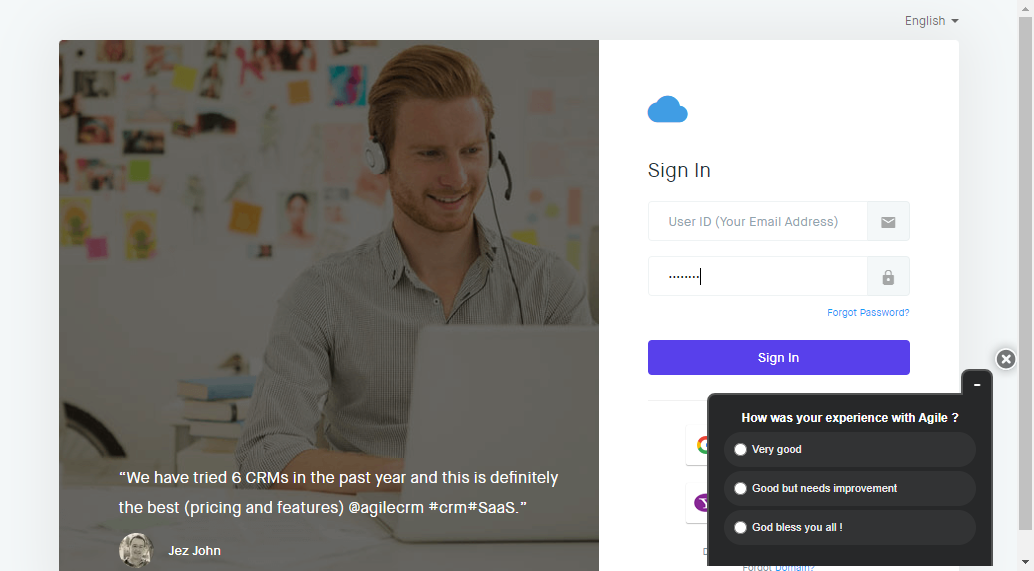 English
Sign In
User ID (Your Email Address)
Forgot Password?
Sign In
How was your experience with Agile ?
Very good
Good but needs improvement
God bless you all !
“We have tried 6 CRMs in the past year and this is definitely
the best (pricing and features) @agilecrm #crm#SaaS.”
Jez John
Forgot Domain?